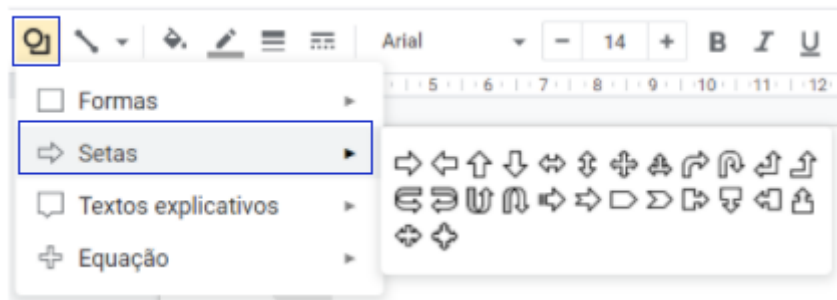 Arial - 14 + B I U
5 6 7 8 9 10 11 12
Formas
Setas
Textos explicativos
Equação